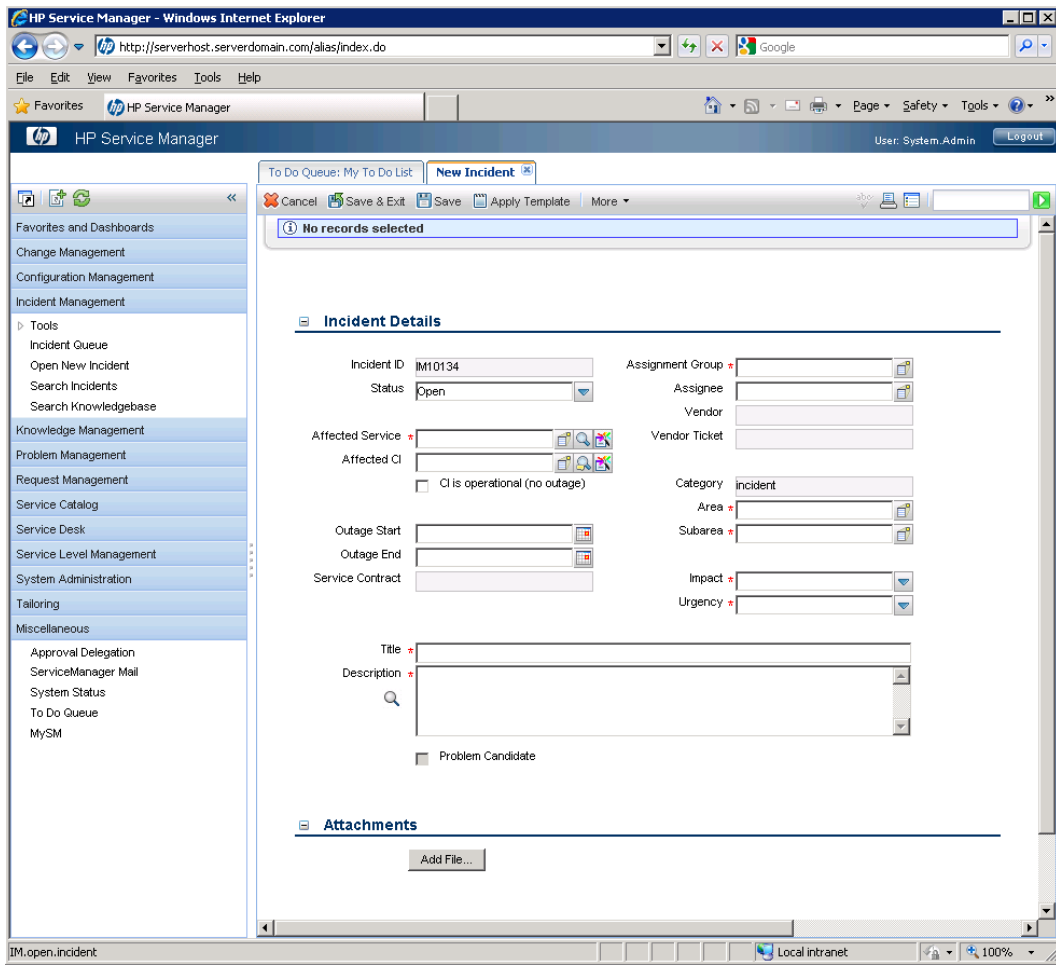 HP Service Manager - Windows Internet Explorer
http://serverhost.serverdomain.com/alias/index.do
Google
File Edit View Favorites Tools Help
Favorites
HP Service Manager
Page Safety Tools
hp HP Service Manager
User: System.Admin
Logout
To Do Queue: My To Do List
New Incident
Cancel Save & Exit Save Apply Template More
abc
No records selected
Favorites and Dashboards
Change Management
Configuration Management
Incident Management
Tools
Incident Queue
Open New Incident
Search Incidents
Search Knowledgebase
Knowledge Management
Problem Management
Request Management
Service Catalog
Service Desk
Service Level Management
System Administration
Tailoring
Miscellaneous
Approval Delegation
ServiceManager Mail
System Status
To Do Queue
MySM
Incident Details
Incident ID IM10134
Status Open
Affected Service *
Affected CI
CI is operational (no outage)
Outage Start
Outage End
Service Contract
Assignment Group *
Assignee
Vendor
Vendor Ticket
Category incident
Area *
Subarea *
Impact *
Urgency *
Title *
Description *
Problem Candidate
Attachments
Add File...
IM.open.incident
Local intranet
100%